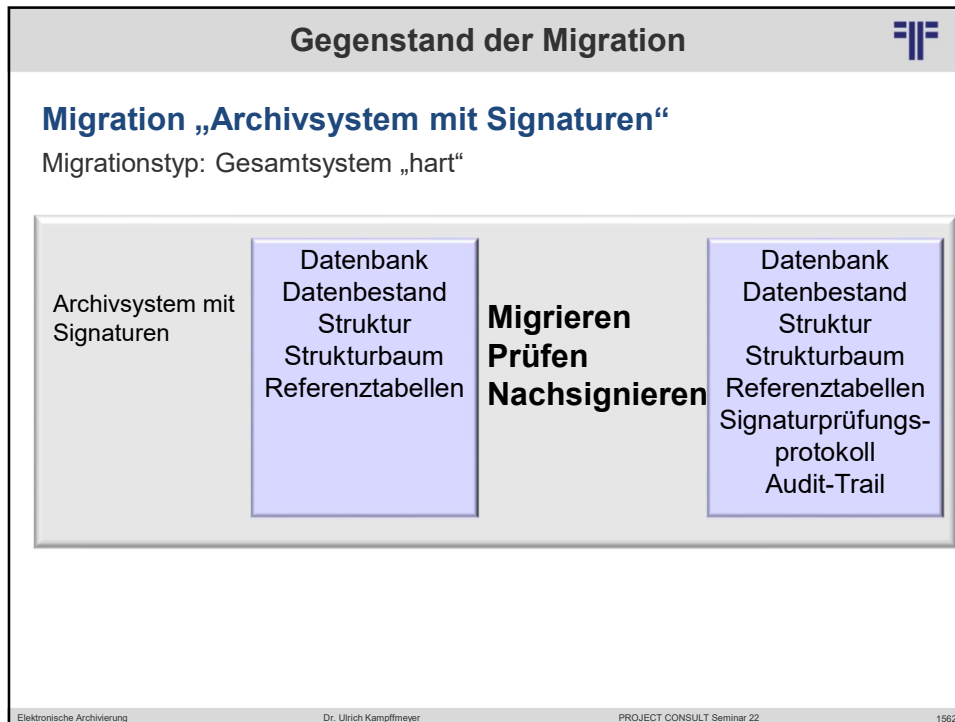 Gegenstand der Migration
Migration „Archivsystem mit Signaturen“
Migrationstyp: Gesamtsystem „hart“
Archivsystem mit
Signaturen
Datenbank
Datenbestand
Struktur
Strukturbaum
Referenztabellen
Migrieren
Prüfen
Nachsignieren
Datenbank
Datenbestand
Struktur
Strukturbaum
Referenztabellen
Signaturprüfungs-
protokoll
Audit-Trail
Elektronische Archivierung
Dr. Ulrich Kampffmeyer
PROJECT CONSULT Seminar 22
1562